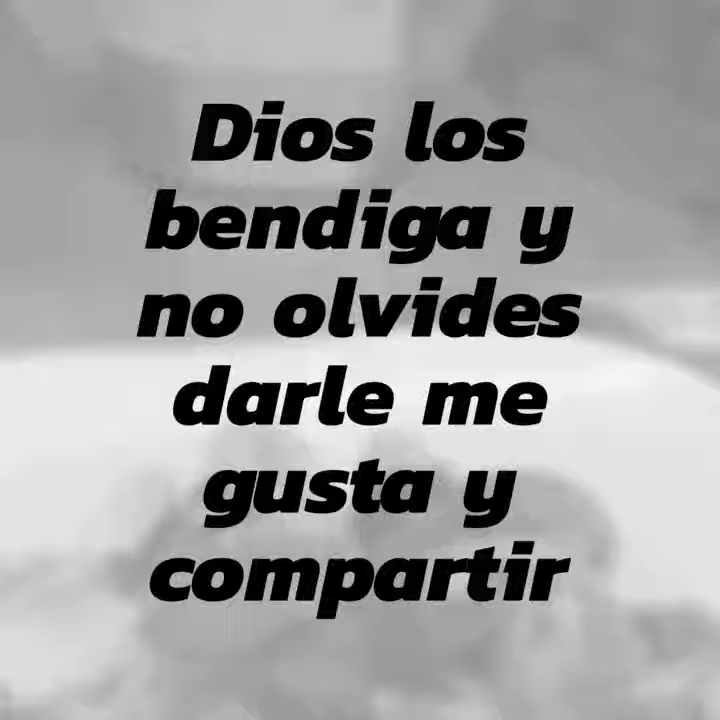 Dios los
bendiga y
no olvides
darle me
gusta y
compartir